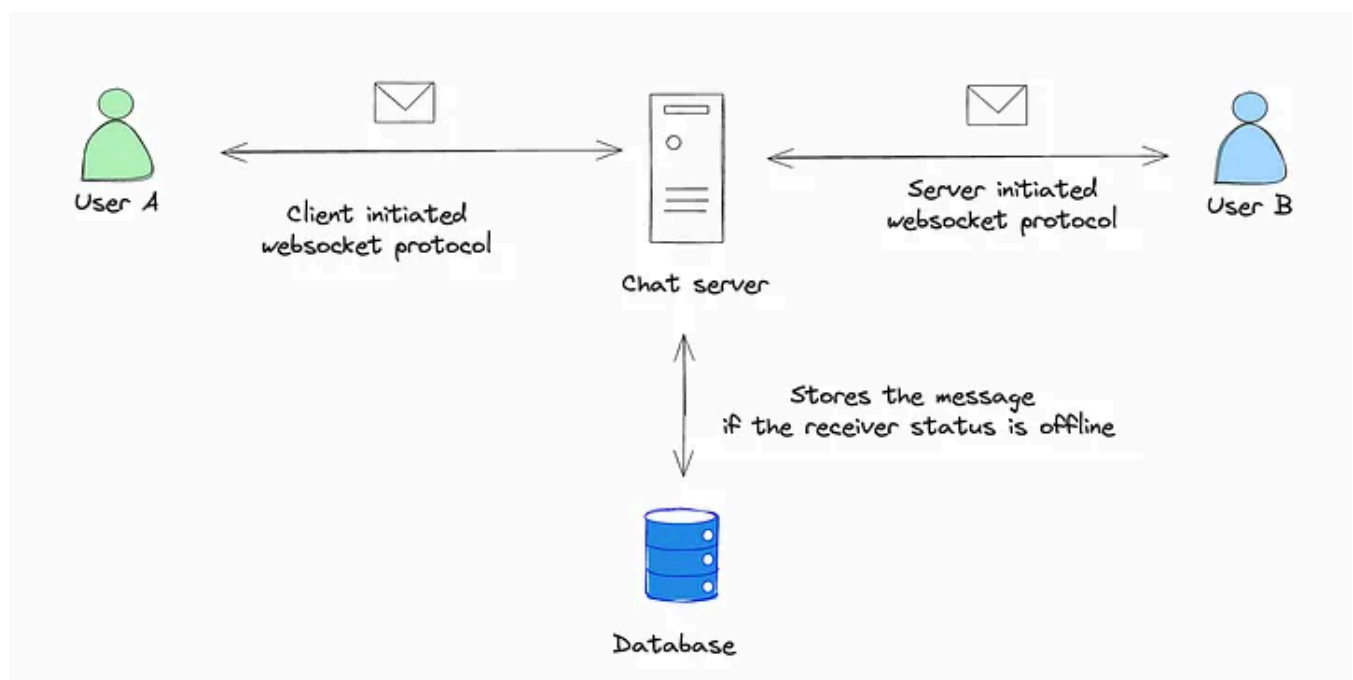 User A
Client initiated
websocket protocol
Chat server
Server initiated
websocket protocol
User B
Stores the message
if the receiver status is offline
Database